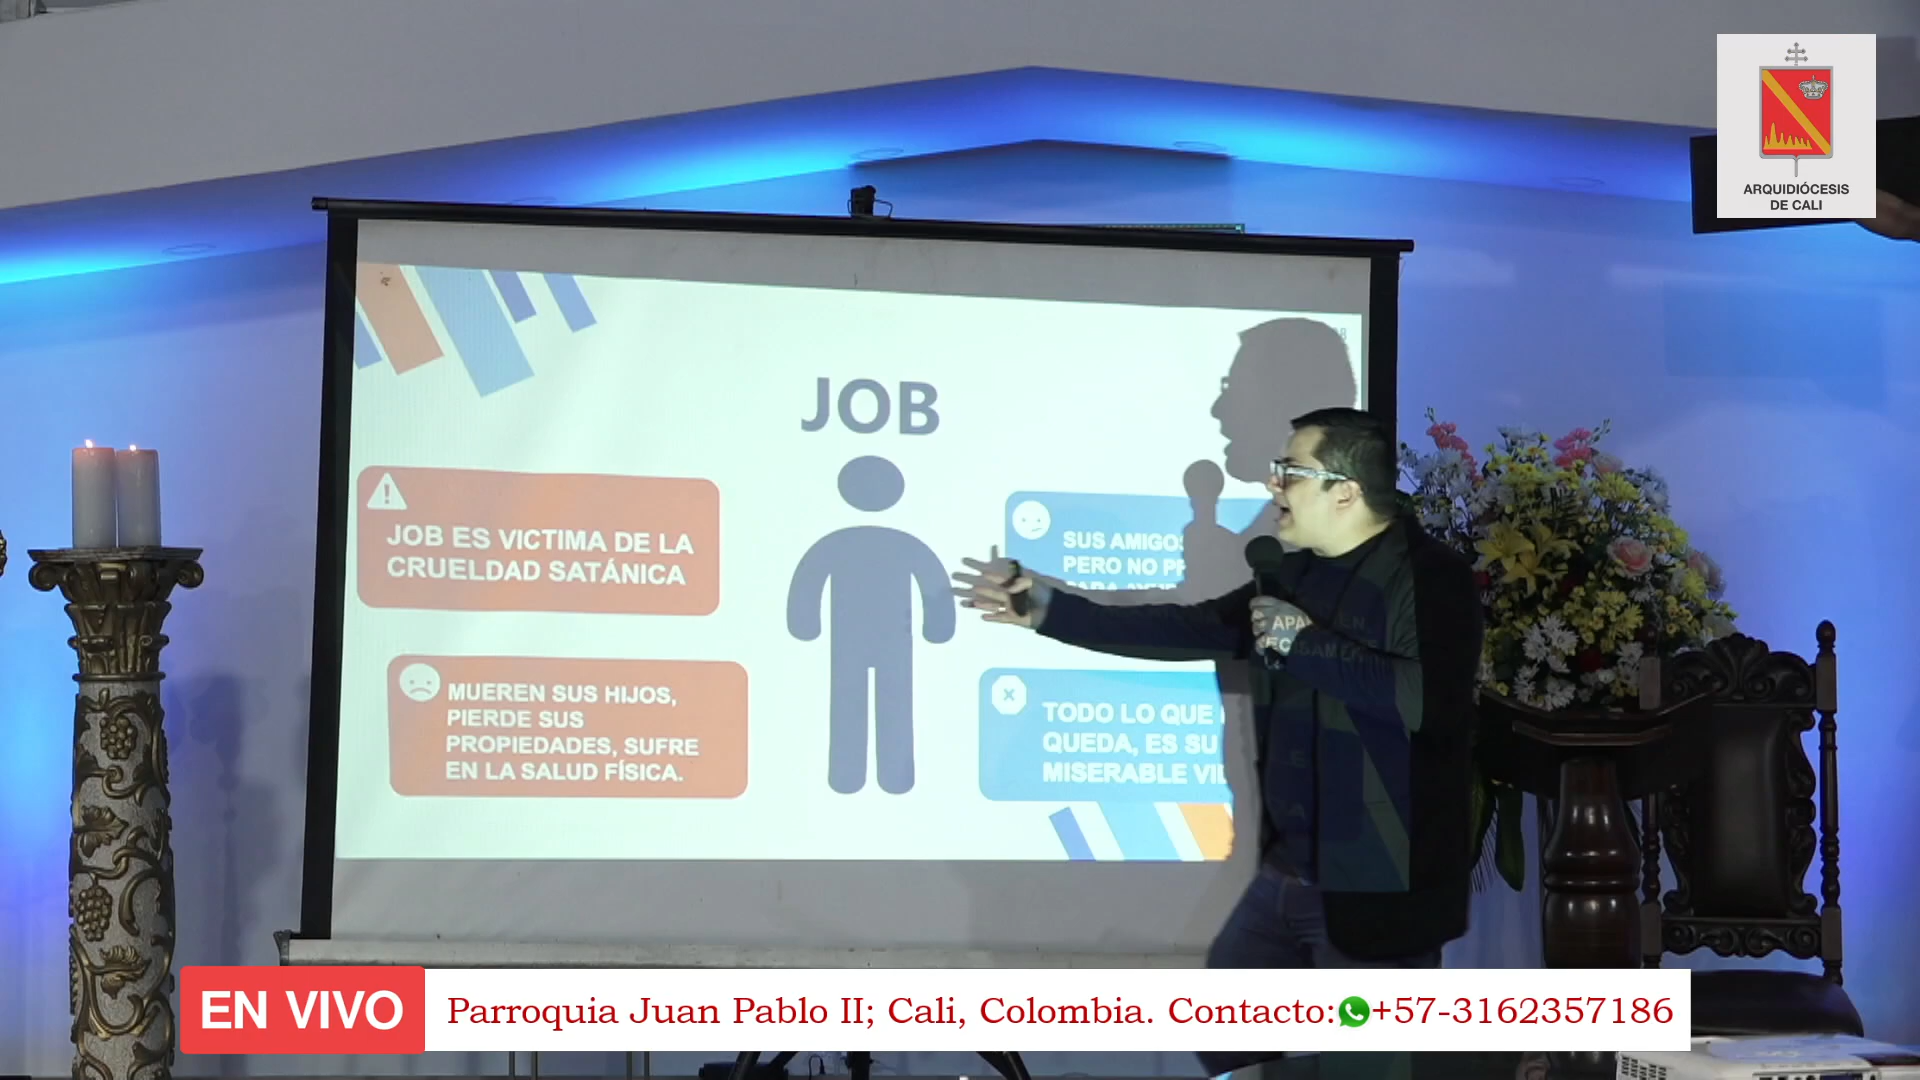 ARQUIDIÓCESIS
DE CALI
JOB
JOB ES VICTIMA DE LA
CRUELDAD SATÁNICA
SUS AMIGOS
PERO NO
MUEREN SUS HIJOS,
PIERDE SUS
PROPIEDADES, SUFRE
EN LA SALUD FÍSICA.
TODO LO QUE
QUEDA, ES SU
MISERABLE
EN VIVO
Parroquia Juan Pablo II; Cali, Colombia. Contacto:+57-3162357186